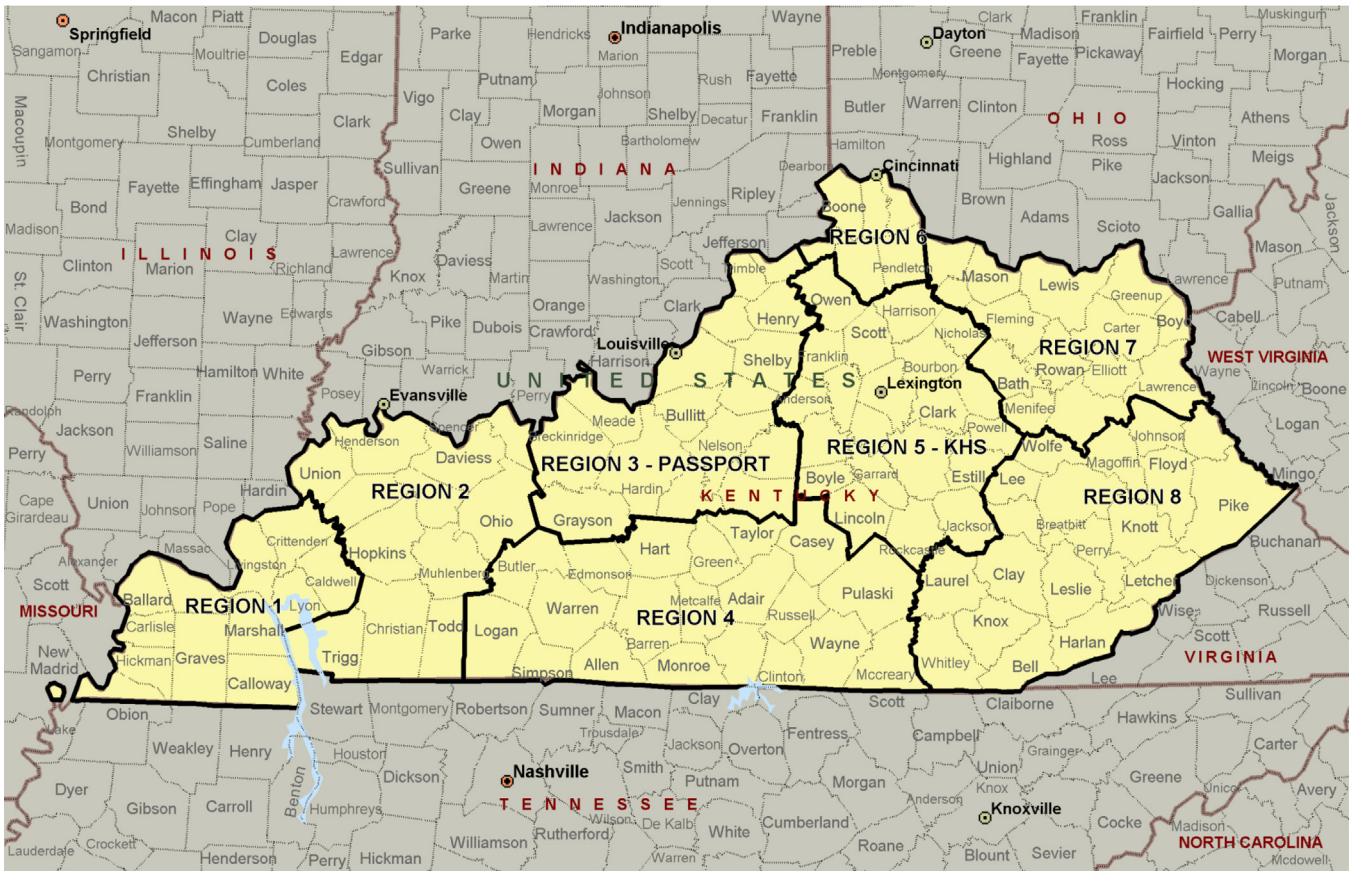 Macon
Piatt
Springfield
Sangamon
Moultrie
Douglas
Edgar
Christian
Coles
Macoupin
Montgomery
Shelby
Cumberland
Clark
Fayette
Effingham
Jasper
Crawford
Bond
Madison
Clay
ILLINOIS
Clinton
Marion
Richland
Lawrence
St. Clair
Washington
Wayne
Edwards
Jefferson
Perry
Hamilton
White
Franklin
Randolph
Jackson
Williamson
Saline
Perry
Cape
Girardeau
Union
Johnson
Pope
Hardin
Massac
Alexander
Scott
MISSOURI
New
Madrid
Parke
Hendricks
Indianapolis
Marion
Wayne
Putnam
Johnson
Rush
Fayette
Vigo
Clay
Morgan
Shelby
Decatur
Franklin
Owen
Bartholomew
Sullivan
INDIANA
Dearborn
Greene
Monroe
Ripley
Jennings
Lawrence
Jackson
Jefferson
Knox
Daviess
Martin
Scott
Washington
Clark
Orange
Pike
Dubois
Crawford
Gibson
Louisville
Harrison
Warrick
Posey
Evansville
Perry
Spencer
UNITED STATES
Clark
Franklin
Muskingum
Dayton
Madison
Fairfield
Perry
Preble
Greene
Fayette
Pickaway
Morgan
Montgomery
Hocking
Butler
Warren
Clinton
OHIO
Athens
Ross
Vinton
Hamilton
Highland
Pike
Meigs
Cincinnati
Jackson
Brown
Adams
Gallia
Scioto
Jackson
Mason
Lawrence
Putnam
Cabell
WEST VIRGINIA
Wayne
Lincoln
Boone
Logan
Mingo
Boone
REGION 6
Pendleton
Trimble
Mason
Lewis
Owen
Greenup
Henry
Harrison
Fleming
Carter
Boyd
Scott
Nicholas
REGION 7
Shelby
Franklin
Rowan
Elliott
Bourbon
Lexington
Bath
Lawrence
Anderson
Meade
Bullitt
Clark
Menifee
Henderson
Breckinridge
Powell
Johnson
Daviess
Nelson
Wolfe
Union
REGION 3 - PASSPORT
REGION 5 - KHS
Magoffin
Floyd
REGION 2
Hardin
Boyle
Garrard
Estill
Lee
REGION 8
KENTUCKY
Pike
Ohio
Grayson
Lincoln
Jackson
Breathitt
Knott
Taylor
Crittenden
Hopkins
Hart
Casey
Rockcastle
Perry
Buchanan
Livingston
Butler
Green
Muhlenberg
Edmonson
Laurel
Clay
Caldwell
Leslie
Letcher
Dickenson
Ballard
REGION 1
Lyon
Warren
Metcalfe
Adair
Pulaski
Wise
Russell
Russell
REGION 4
Knox
Carlisle
Marshall
Christian
Todd
Logan
Barren
Wayne
Harlan
Scott
Hickman
Graves
Trigg
Allen
Monroe
Whitley
Bell
VIRGINIA
Simpson
Clinton
Mccreary
Calloway
Lee
Obion
Stewart
Montgomery
Robertson
Sumner
Macon
Clay
Scott
Claiborne
Sullivan
Lake
Hawkins
Weakley
Henry
Houston
Trousdale
Jackson
Overton
Fentress
Campbell
Grainger
Carter
Dyer
Benton
Dickson
Nashville
Smith
Putnam
Morgan
Union
Greene
Unicoi
Avery
Gibson
Carroll
Humphreys
TENNESSEE
Wilson
De Kalb
Cumberland
Anderson
Knox
Knoxville
Cocke
Madison
Crockett
Rutherford
White
Lauderdale
Henderson
Perry
Hickman
Williamson
Warren
Roane
Blount
Sevier
NORTH CAROLINA
Mcdowell